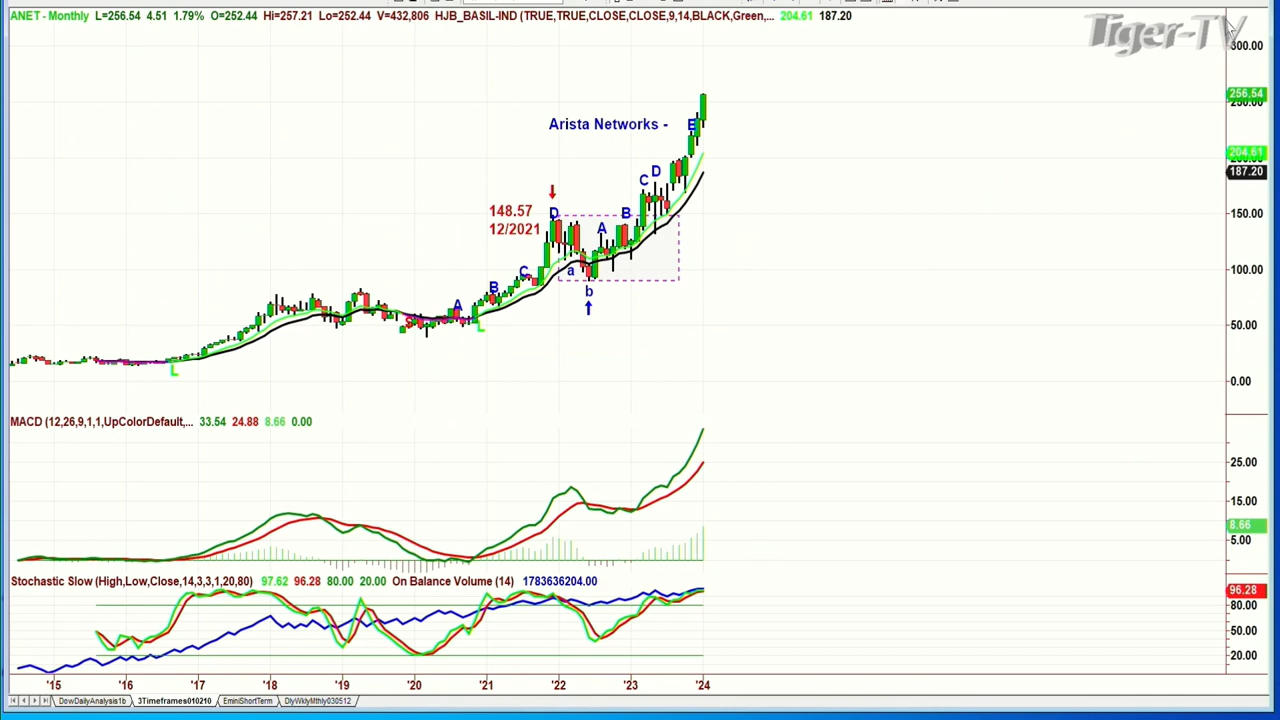 ANET - Monthly L=256.54 4.51 1.79% O=252.44 Hi=257.21 Lo=252.44 V=432,806 HJB_BASIL-IND (TRUE,TRUE,CLOSE,CLOSE,9,14,BLACK,Green,... 204.61 187.20
Tiger-TV
300.00
256.54
250.00
Arista Networks - E
204.61
187.20
D
C
148.57 D B 150.00
12/2021 A
C a 100.00
B b
A
S L 50.00
L 0.00
MACD (12,26,9,1,1,UpColorDefault,... 33.54 24.88 8.66 0.00
25.00
15.00
8.66
5.00
Stochastic Slow (High,Low,Close,14,3,3,1,20,80) 97.62 96.28 80.00 20.00 On Balance Volume (14) 1783636204.00
96.28
80.00
50.00
20.00
'15 '16 '17 '18 '19 '20 '21 '22 '23 '24
DowDailyAnalysis1b 3Timeframes010210 EminiShortTerm DlyWklyMthly030512